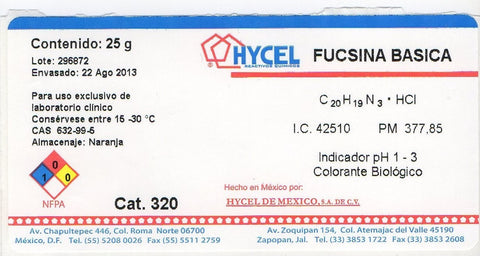 Contenido: 25 g
Lote: 296872
Envasado: 22 Ago 2013
HYCEL
REACTIVOS QUIMICOS
FUCSINA BASICA
Para uso exclusivo de
laboratorio clínico
Consérvese entre 15 -30 °C
CAS 632-99-5
Almacenaje: Naranja
C20H19N3 • HCl
I.C. 42510 PM 377.85
Indicador pH 1 - 3
Colorante Biológico
1
1
0
NFPA
Cat. 320
Hecho en México por:
HYCEL DE MEXICO, S.A. DE C.V.
Av. Chapultepec 446, Col. Roma Norte 06700
México, D.F. Tel. (55) 5208 0026 Fax (55) 5511 2759
Av. Zoquipan 154, Col. Atemajac del Valle 45190
Zapopan, Jal. Tel: (33) 3853 1722 Fax: (33) 3853 1768